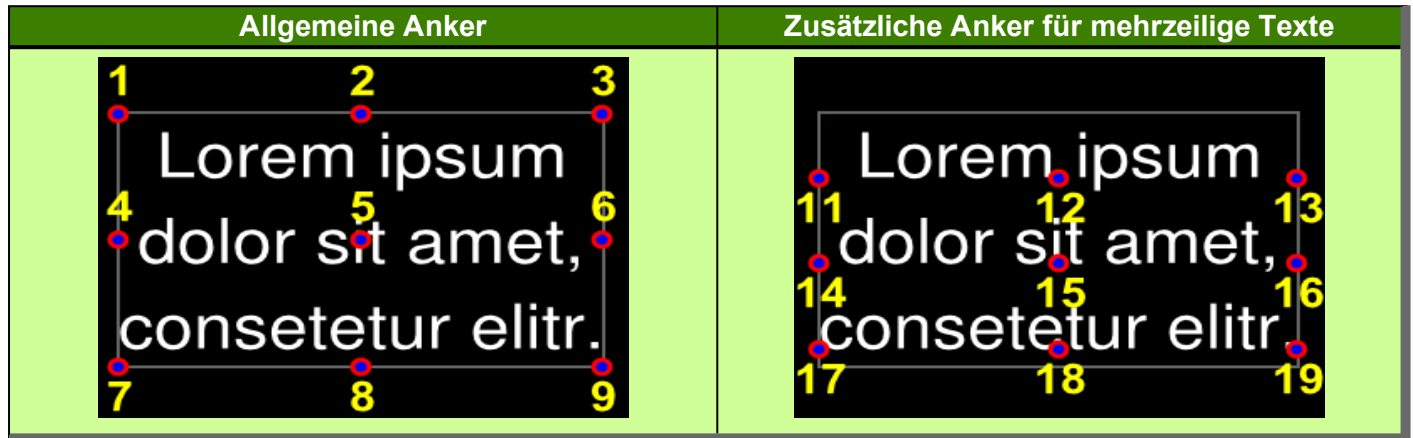 Allgemeine Anker
1 2 3
Lorem ipsum
4 5 6
dolor sit amet,
consetetur elitr.
7 8 9
Zusätzliche Anker für mehrzeilige Texte
Lorem ipsum
11 12 13
dolor sit amet,
14 15 16
consetetur elitr.
17 18 19